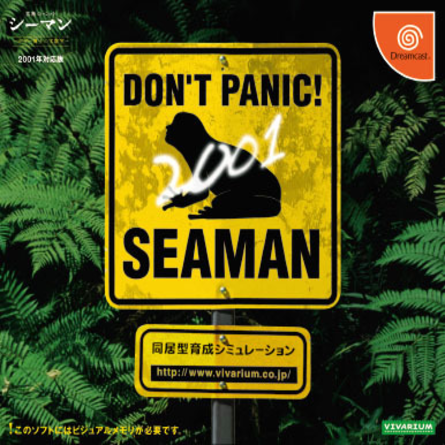 シーマン
2001年対応版
Dreamcast.
DON'T PANIC!
2001
SEAMAN
同居型育成シミュレーション
http://www.vivarium.co.jp/
!このソフトにはビジュアルメモリが必要です。
VIVARIUM